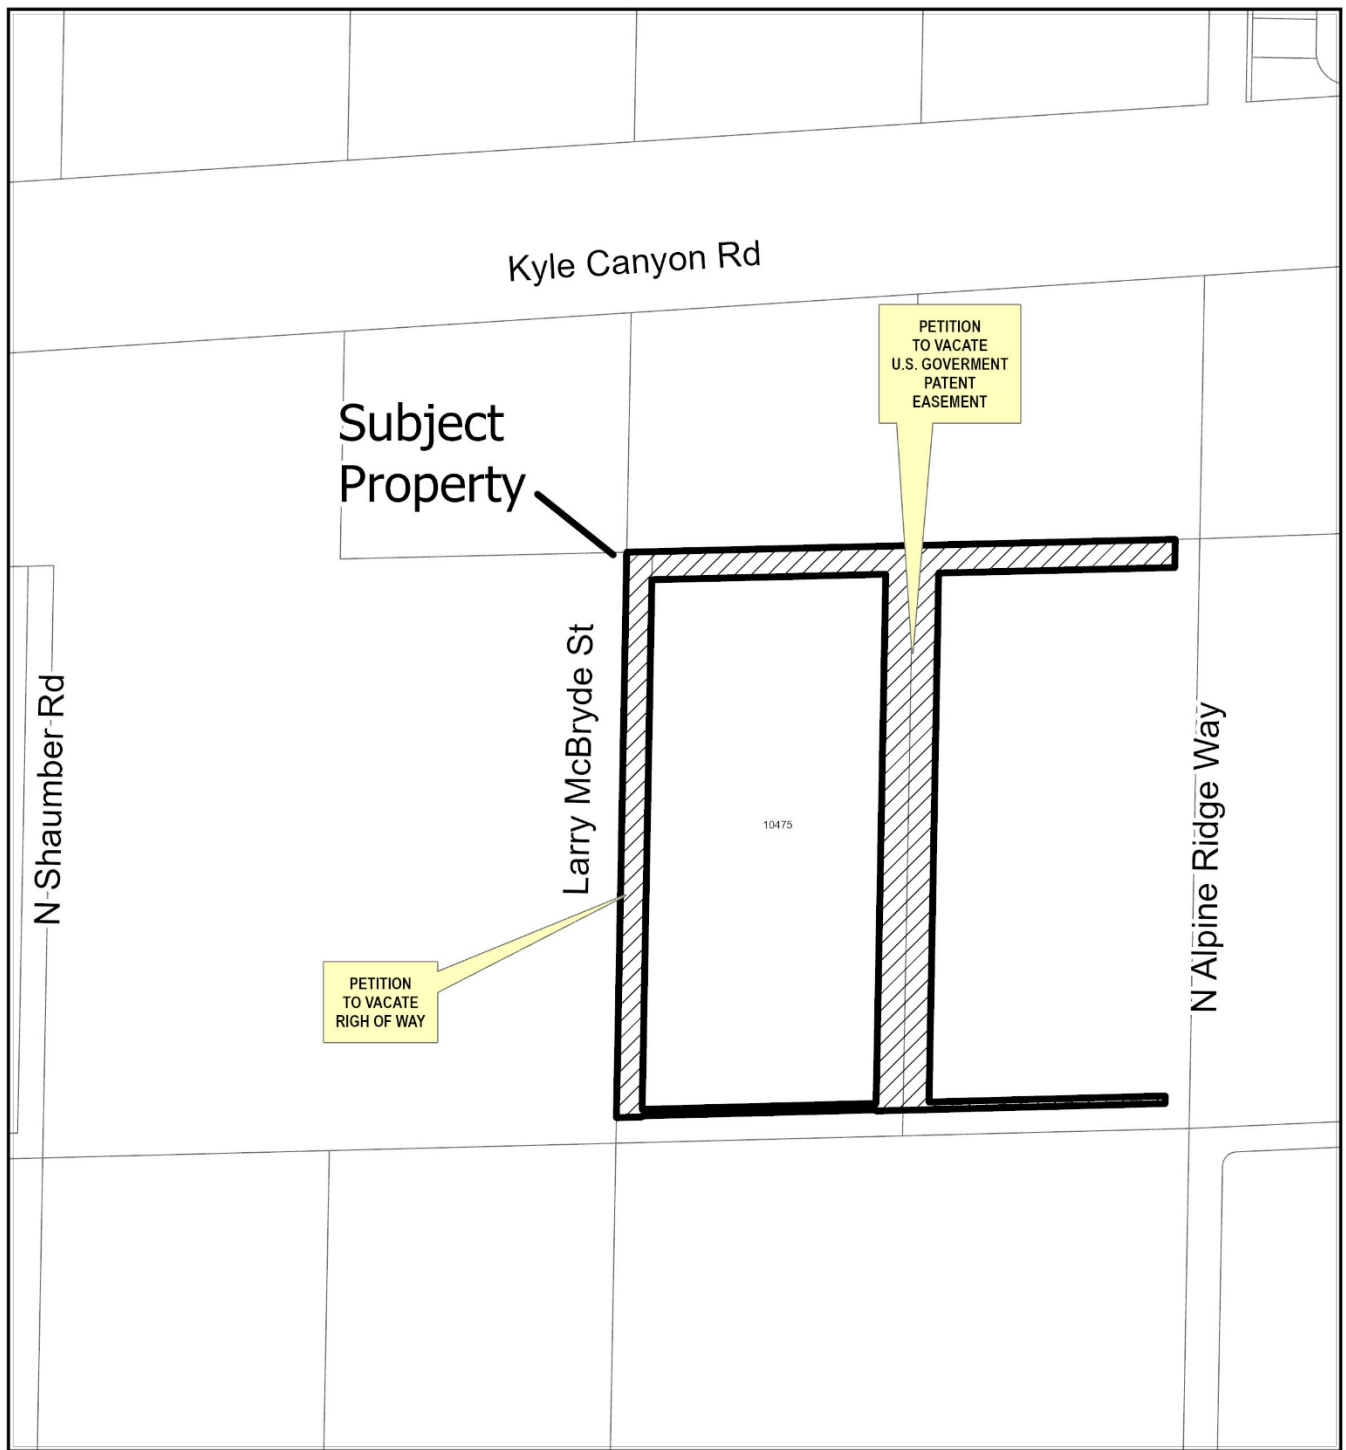 Kyle Canyon Rd
PETITION
TO VACATE
U.S. GOVERMENT
PATENT
EASEMENT
Subject
Property
Larry McBryde St
N Shaumber Rd
N Alpine Ridge Way
10475
PETITION
TO VACATE
RIGH OF WAY